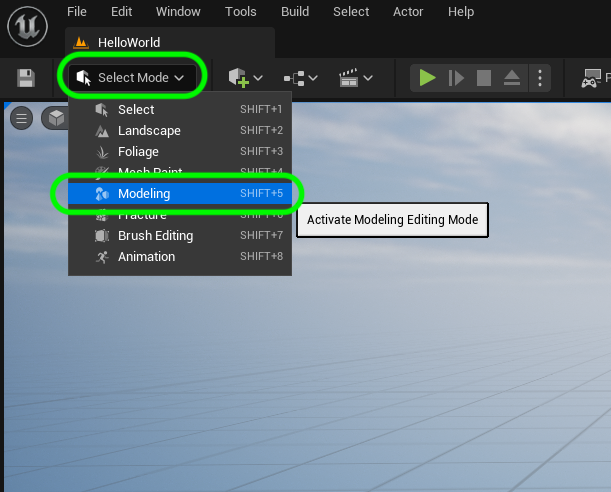 File Edit Window Tools Build Select Actor Help
HelloWorld
Select Mode
Select SHIFT+1
Landscape SHIFT+2
Foliage SHIFT+3
Mesh Paint SHIFT+4
Modeling SHIFT+5
Activate Modeling Editing Mode
Fracture SHIFT+6
Brush Editing SHIFT+7
Animation SHIFT+8